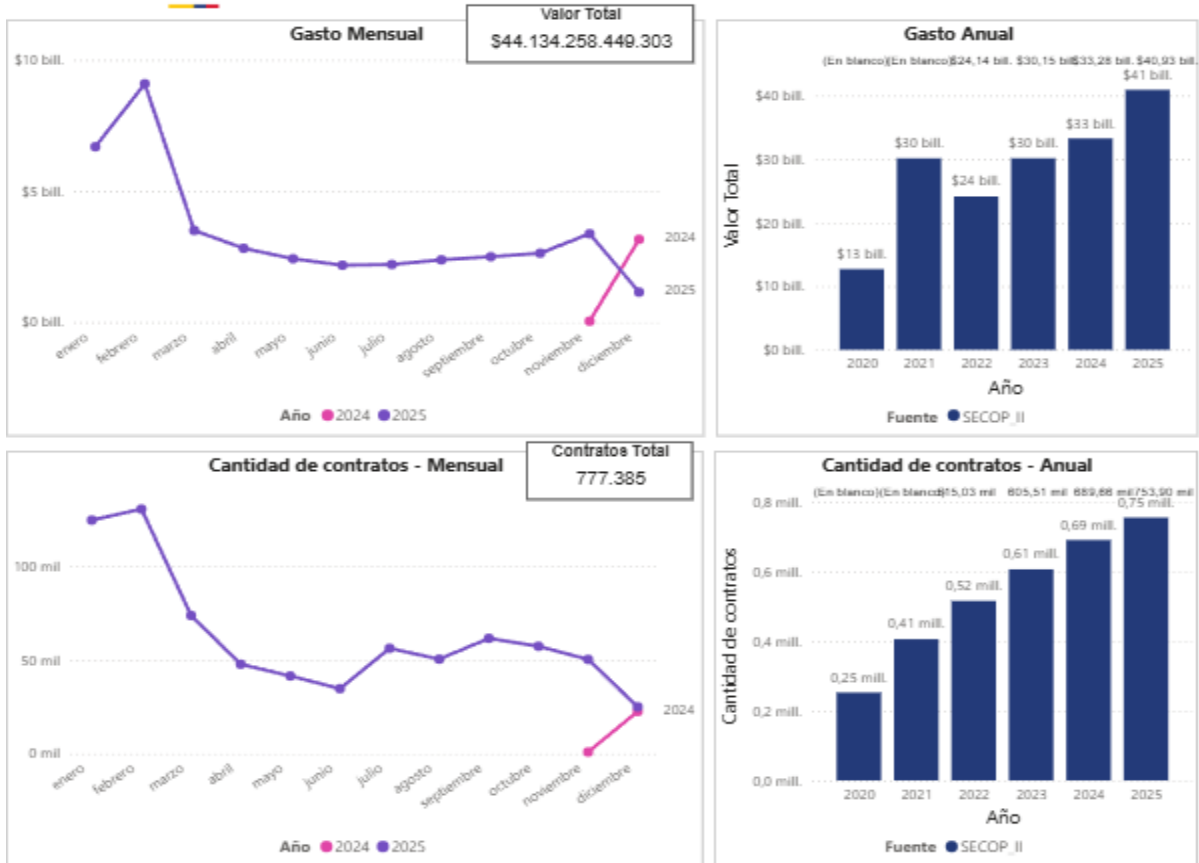 Gasto Mensual
Valor Total
$44.134.258.449.303
$10 bill.
$5 bill.
$0 bill.
2024
2025
enero
febrero
marzo
abril
mayo
junio
julio
agosto
septiembre
octubre
noviembre
diciembre
Año 2024 2025
Gasto Anual
(En blanco) (En blanco) $24,14 bill. $30,15 bill. $33,28 bill. $40,93 bill.
$40 bill.
$30 bill.
$20 bill.
$10 bill.
$0 bill.
Valor Total
$13 bill.
$30 bill.
$24 bill.
$30 bill.
$33 bill.
$41 bill.
2020 2021 2022 2023 2024 2025
Año
Fuente SECOP_II
Cantidad de contratos - Mensual
Contratos Total
777.385
100 mil
50 mil
0 mil
2024
enero
febrero
marzo
abril
mayo
junio
julio
agosto
septiembre
octubre
noviembre
diciembre
Año 2024 2025
Cantidad de contratos - Anual
(En blanco) (En blanco) 15,03 mil 605,51 mil 689,66 mil 753,90 mil
0,8 mill.
0,6 mill.
0,4 mill.
0,2 mill.
0,0 mill.
Cantidad de contratos
0,25 mill.
0,41 mill.
0,52 mill.
0,61 mill.
0,69 mill.
0,75 mill.
2020 2021 2022 2023 2024 2025
Año
Fuente SECOP_II